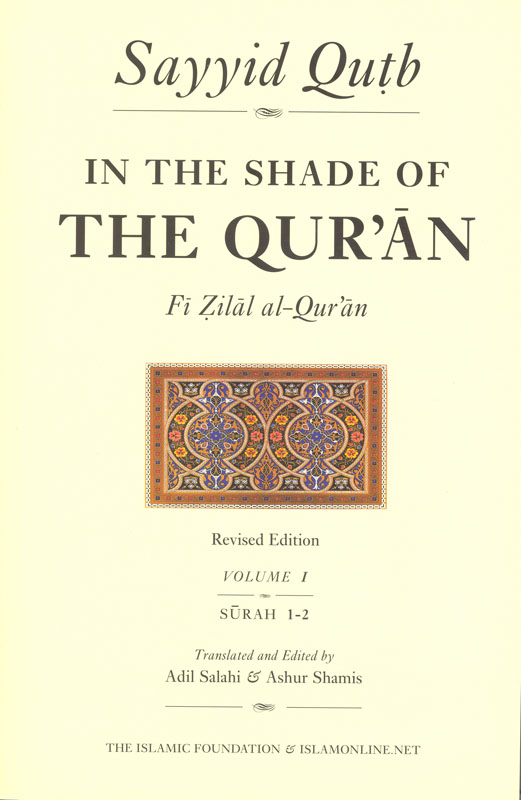 Sayyid Quṭb
IN THE SHADE OF
THE QUR'ĀN
Fī Ẓilāl al-Qur'ān
Revised Edition
VOLUME I
SŪRAH 1-2
Translated and Edited by
Adil Salahi & Ashur Shamis
THE ISLAMIC FOUNDATION & ISLAMONLINE.NET